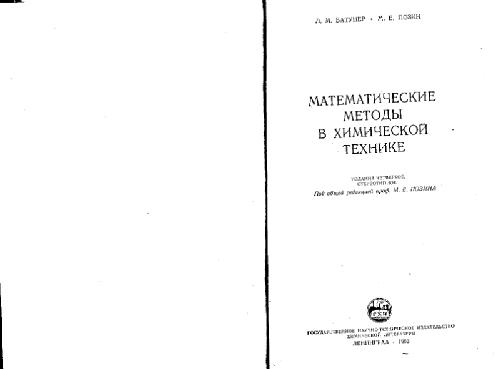 Л. М. БАТУНЕР · М. Е. ПОЗИН
МАТЕМАТИЧЕСКИЕ
МЕТОДЫ
В ХИМИЧЕСКОЙ
ТЕХНИКЕ
ИЗДАНИЕ ЧЕТВЕРТОЕ,
СТЕРЕОТИПНОЕ
Под общей редакцией проф. М. Е. ПОЗИНА
ГОСУДАРСТВЕННОЕ НАУЧНО-ТЕХНИЧЕСКОЕ ИЗДАТЕЛЬСТВО
ХИМИЧЕСКОЙ ЛИТЕРАТУРЫ
ЛЕНИНГРАД ·